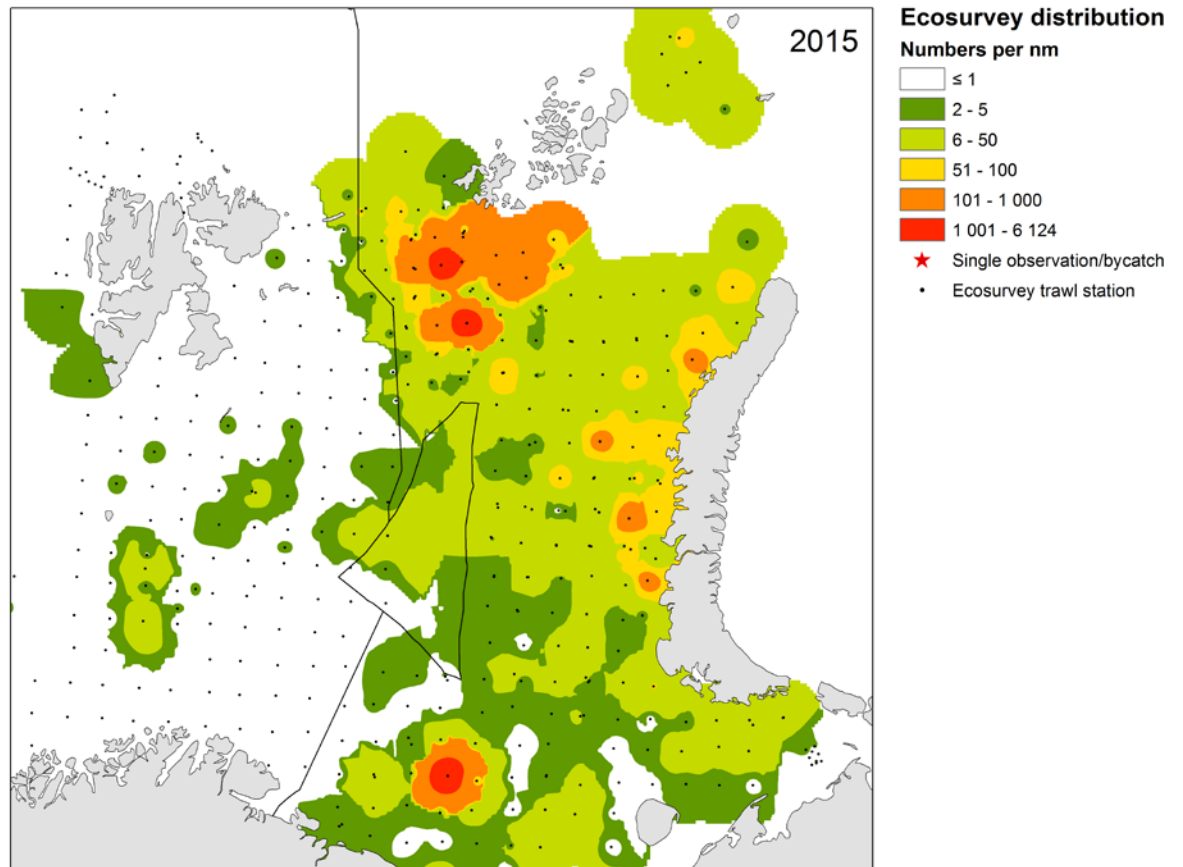 2015
Ecosurvey distribution
Numbers per nm
≤ 1
2 - 5
6 - 50
51 - 100
101 - 1 000
1 001 - 6 124
Single observation/bycatch
Ecosurvey trawl station